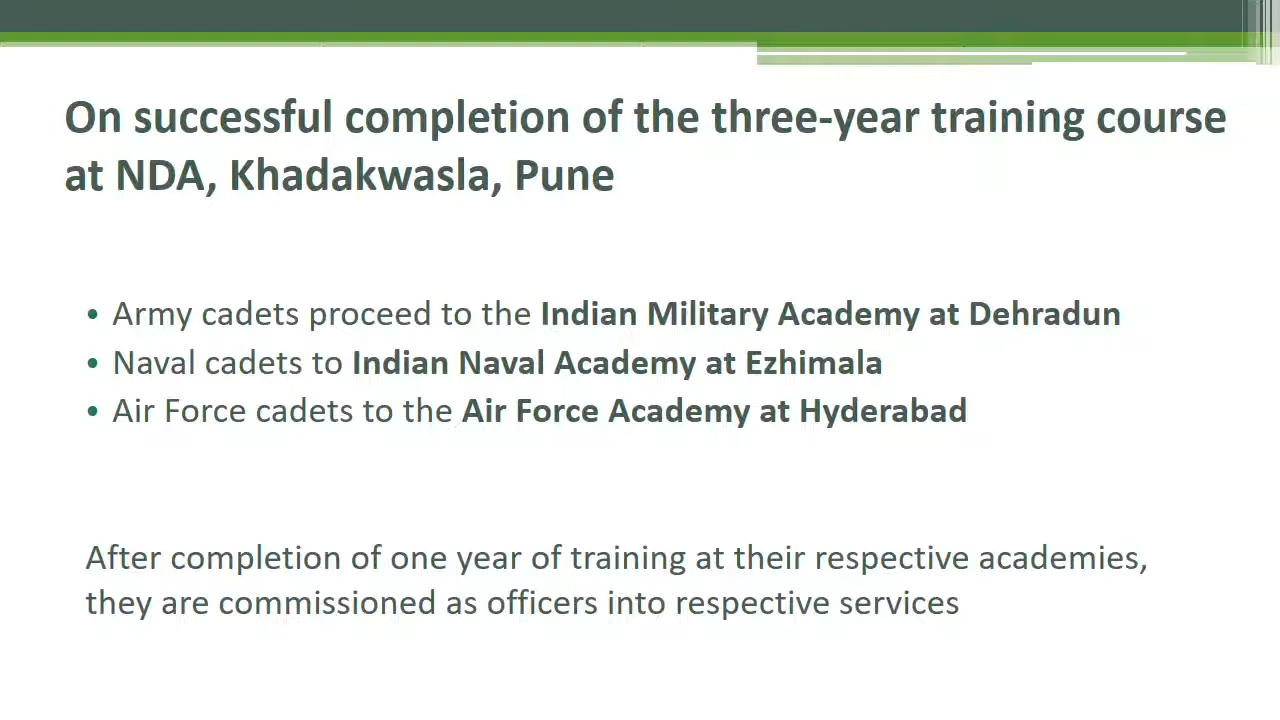 On successful completion of the three-year training course
at NDA, Khadakwasla, Pune
• Army cadets proceed to the Indian Military Academy at Dehradun
• Naval cadets to Indian Naval Academy at Ezhimala
• Air Force cadets to the Air Force Academy at Hyderabad
After completion of one year of training at their respective academies,
they are commissioned as officers into respective services